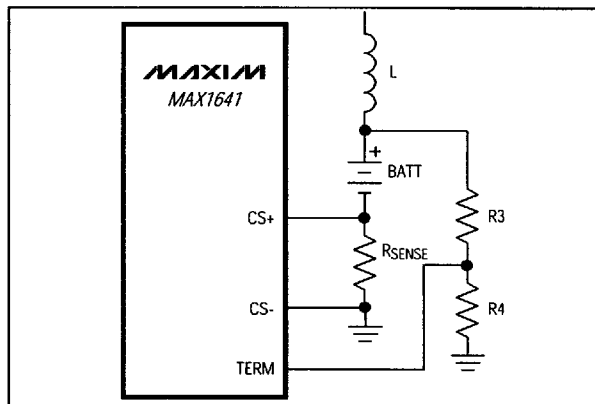 MAXIM
MAX1641
L
+
BATT
CS+
RSENSE
R3
CS-
R4
TERM